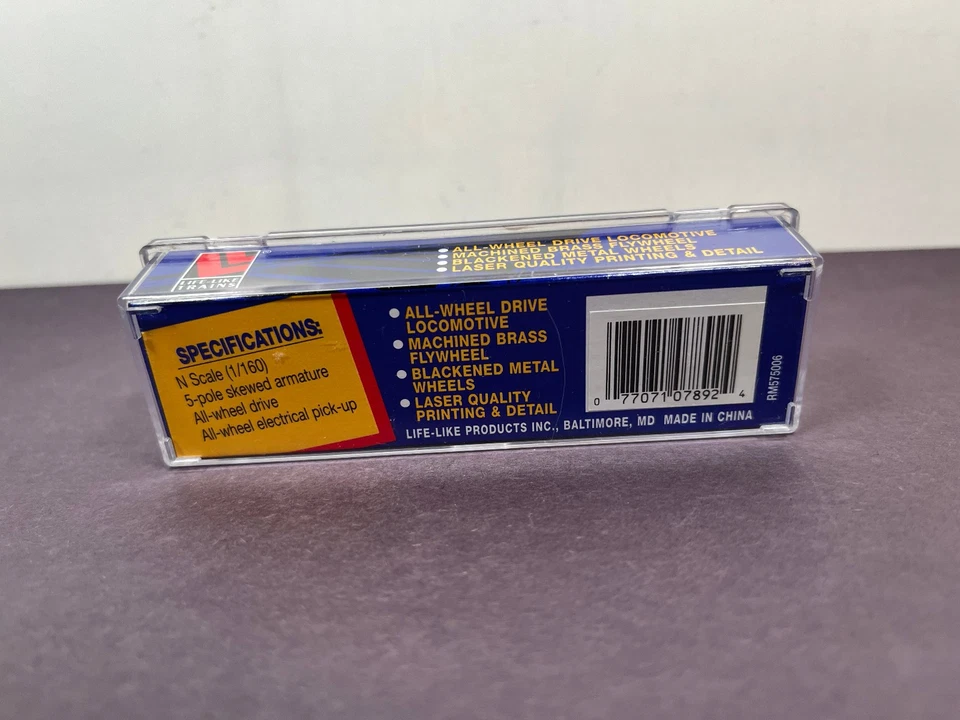 L
LIFE-LIKE
TRAINS
ALL-WHEEL DRIVE LOCOMOTIVE
MACHINED BRASS FLYWHEEL
BLACKENED METAL WHEELS
LASER QUALITY PRINTING & DETAIL
SPECIFICATIONS:
N Scale (1/160)
5-pole skewed armature
All-wheel drive
All-wheel electrical pick-up
ALL-WHEEL DRIVE
LOCOMOTIVE
MACHINED BRASS
FLYWHEEL
BLACKENED METAL
WHEELS
LASER QUALITY
PRINTING & DETAIL
LIFE-LIKE PRODUCTS INC., BALTIMORE, MD MADE IN CHINA
0 77071 07892 4
RM575006